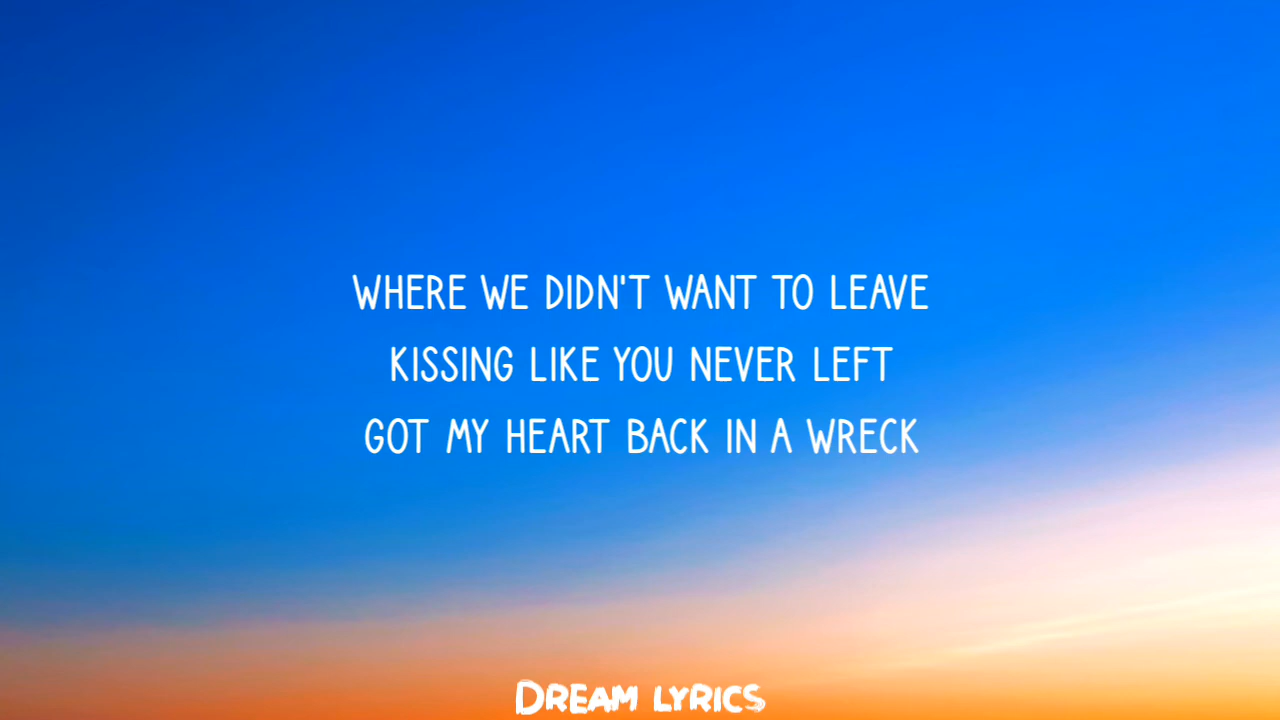 WHERE WE DIDN'T WANT TO LEAVE
KISSING LIKE YOU NEVER LEFT
GOT MY HEART BACK IN A WRECK
DREAM LYRICS